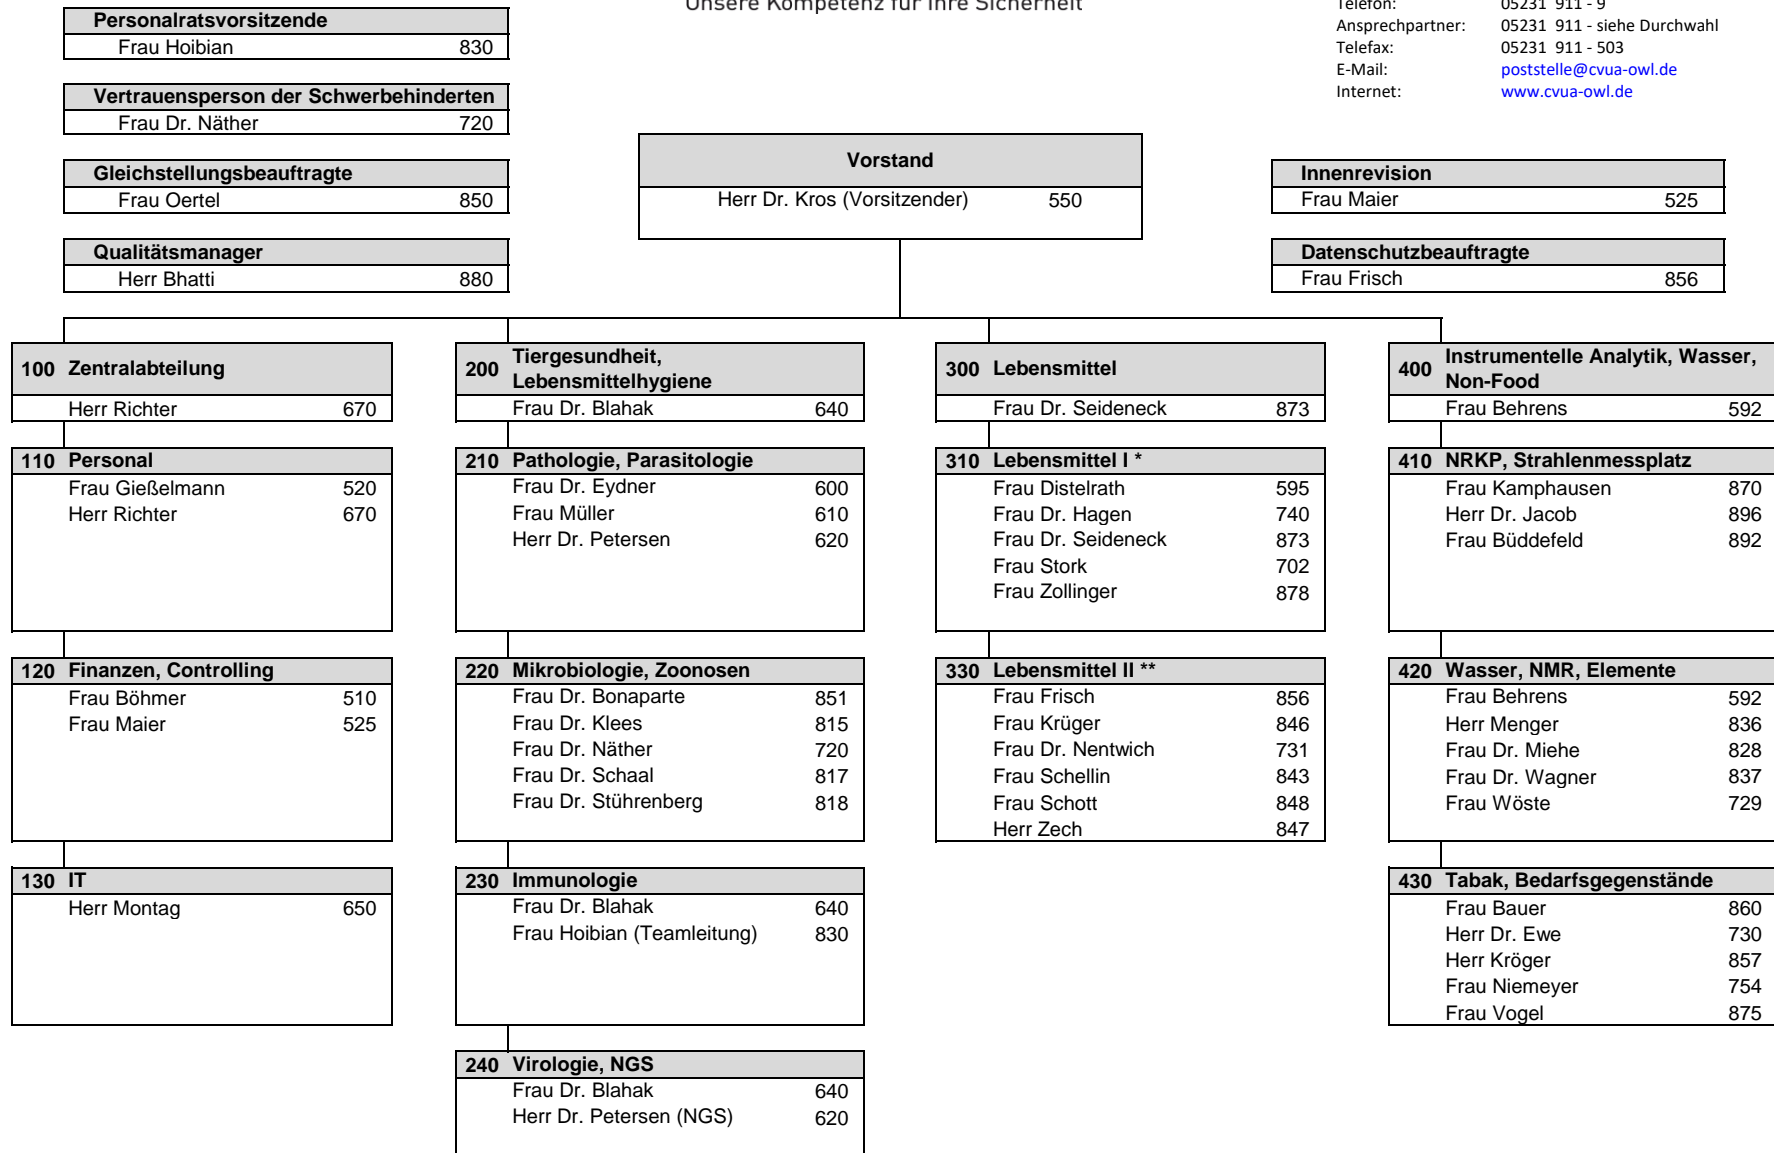 Unsere Kompetenz für Ihre Sicherheit
Telefon: 05231 911 - 9
Ansprechpartner: 05231 911 - siehe Durchwahl
Telefax: 05231 911 - 503
E-Mail: poststelle@cvua-owl.de
Internet: www.cvua-owl.de
Personalratsvorsitzende
Frau Hoibian 830
Vertrauensperson der Schwerbehinderten
Frau Dr. Näther 720
Gleichstellungsbeauftragte
Frau Oertel 850
Qualitätsmanager
Herr Bhatti 880
Vorstand
Herr Dr. Kros (Vorsitzender) 550
Innenrevision
Frau Maier 525
Datenschutzbeauftragte
Frau Frisch 856
100 Zentralabteilung
Herr Richter 670
110 Personal
Frau Gießelmann 520
Herr Richter 670
120 Finanzen, Controlling
Frau Böhmer 510
Frau Maier 525
130 IT
Herr Montag 650
200 Tiergesundheit,
Lebensmittelhygiene
Frau Dr. Blahak 640
210 Pathologie, Parasitologie
Frau Dr. Eydner 600
Frau Müller 610
Herr Dr. Petersen 620
220 Mikrobiologie, Zoonosen
Frau Dr. Bonaparte 851
Frau Dr. Klees 815
Frau Dr. Näther 720
Frau Dr. Schaal 817
Frau Dr. Stührenberg 818
230 Immunologie
Frau Dr. Blahak 640
Frau Hoibian (Teamleitung) 830
240 Virologie, NGS
Frau Dr. Blahak 640
Herr Dr. Petersen (NGS) 620
300 Lebensmittel
Frau Dr. Seideneck 873
310 Lebensmittel I *
Frau Distelrath 595
Frau Dr. Hagen 740
Frau Dr. Seideneck 873
Frau Stork 702
Frau Zollinger 878
330 Lebensmittel II **
Frau Frisch 856
Frau Krüger 846
Frau Dr. Nentwich 731
Frau Schellin 843
Frau Schott 848
Herr Zech 847
400 Instrumentelle Analytik, Wasser,
Non-Food
Frau Behrens 592
410 NRKP, Strahlenmessplatz
Frau Kamphausen 870
Herr Dr. Jacob 896
Frau Büddefeld 892
420 Wasser, NMR, Elemente
Frau Behrens 592
Herr Menger 836
Frau Dr. Miehe 828
Frau Dr. Wagner 837
Frau Wöste 729
430 Tabak, Bedarfsgegenstände
Frau Bauer 860
Herr Dr. Ewe 730
Herr Kröger 857
Frau Niemeyer 754
Frau Vogel 875